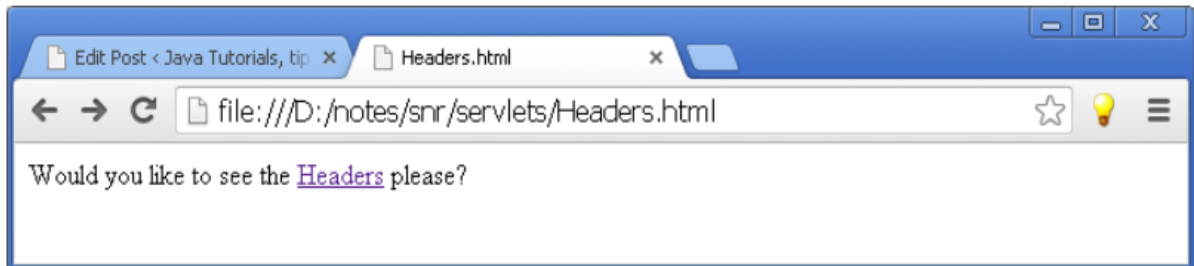 Edit Post < Java Tutorials, tip
Headers.html
file:///D:/notes/snr/servlets/Headers.html
Would you like to see the Headers please?